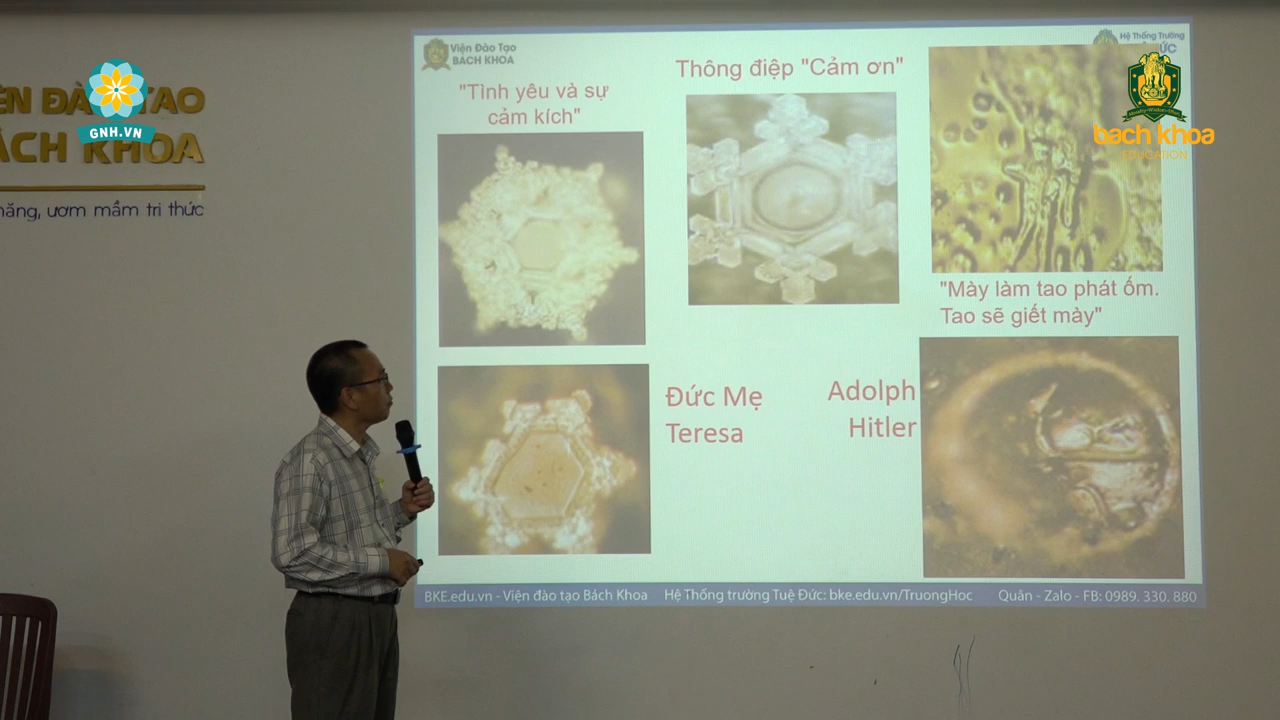 GNH.VN
ĐÀO TẠO
BÁCH KHOA
năng, ươm mầm tri thức
Viện Đào Tạo
BÁCH KHOA
"Tình yêu và sự
cảm kích"
Thông điệp "Cảm ơn"
Hệ Thống Trường
bach khoa
EDUCATION
"Mày làm tao phát ốm.
Tao sẽ giết mày"
Đức Mẹ
Teresa
Adolph
Hitler
BKE.edu.vn - Viện đào tạo Bách Khoa Hệ Thống trường Tuệ Đức: bke.edu.vn/TruongHoc Quản - Zalo - FB: 0989. 330. 880